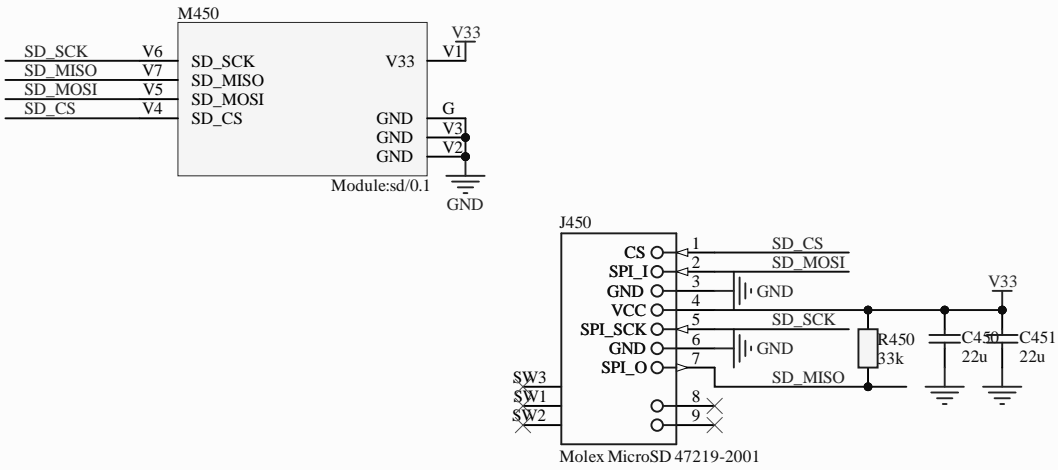 M450
V33
SD_SCK V6 SD_SCK V33 V1
SD_MISO V7 SD_MISO
SD_MOSI V5 SD_MOSI
SD_CS V4 SD_CS GND G
GND V3
GND V2
Module:sd/0.1
GND
J450
CS 1 SD_CS
SPI_I 2 SD_MOSI
GND 3 GND
VCC 4 V33
SPI_SCK 5 SD_SCK
GND 6 GND
SPI_O 7 SD_MISO
R450
33k
C450
22u
C451
22u
SW3
SW1 8
SW2 9
Molex MicroSD 47219-2001